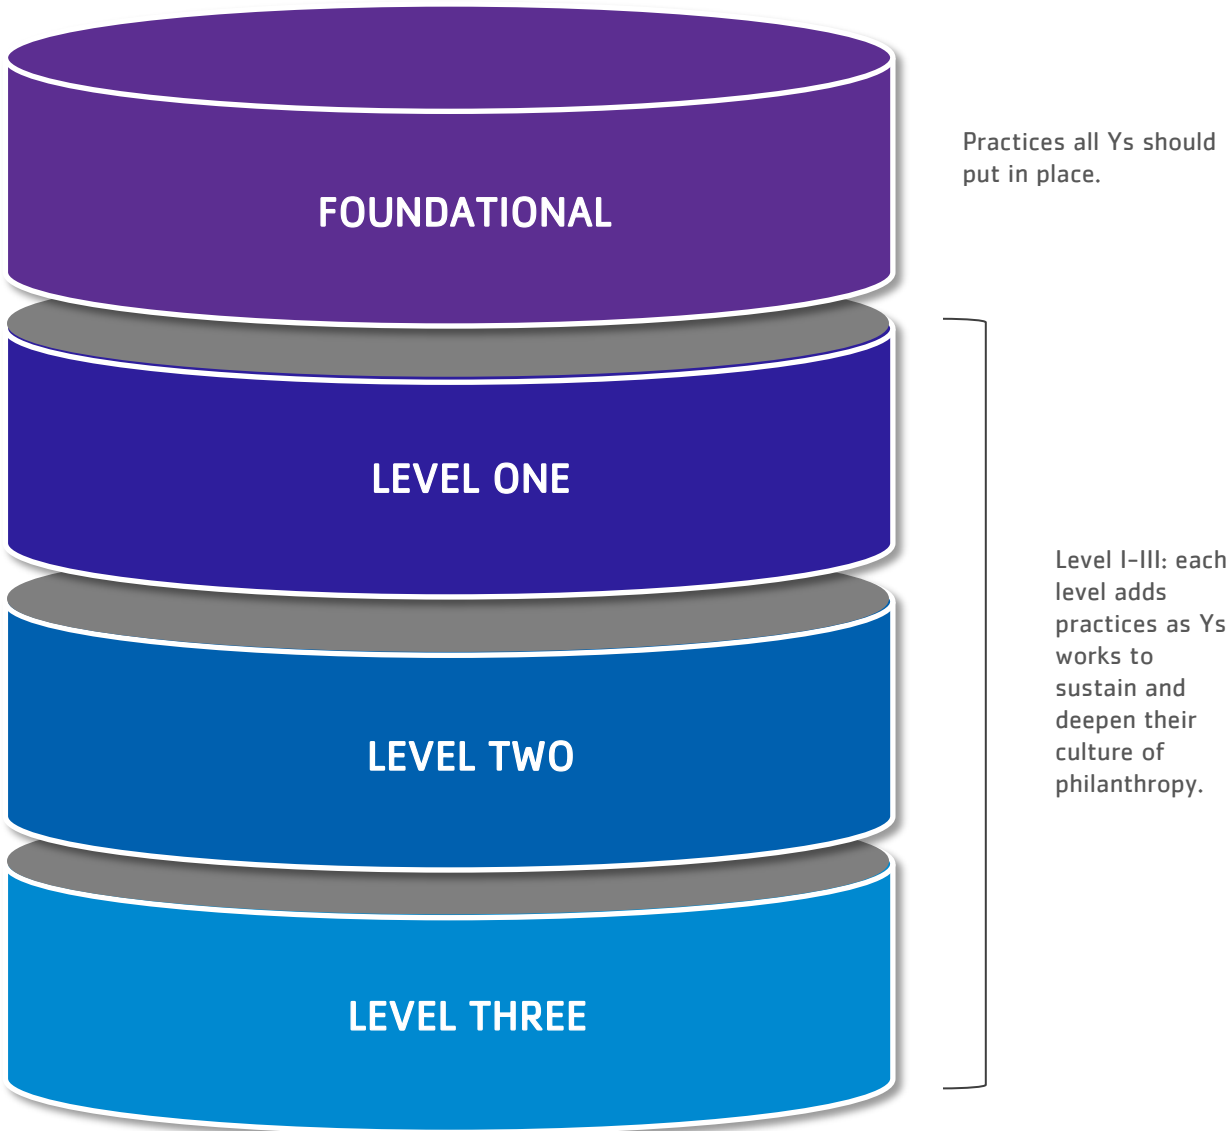 Practices all Ys should
put in place.
FOUNDATIONAL
LEVEL ONE
Level I-III: each
level adds
practices as Ys
works to
sustain and
deepen their
culture of
philanthropy.
LEVEL TWO
LEVEL THREE